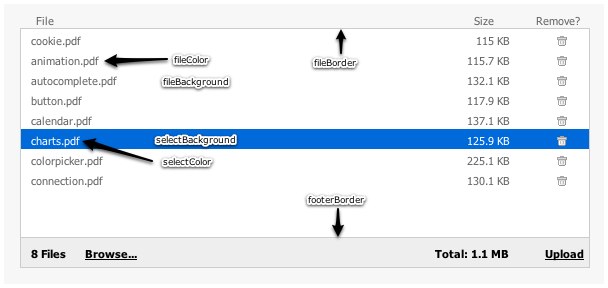 File Size Remove?
cookie.pdf 115 KB
animation.pdf fileColor fileBorder 115.7 KB
autocomplete.pdf fileBackground 132.1 KB
button.pdf 117.9 KB
calendar.pdf 137.1 KB
charts.pdf selectBackground 125.9 KB
colorpicker.pdf selectColor 225.1 KB
connection.pdf 130.1 KB
footerBorder
8 Files Browse... Total: 1.1 MB Upload